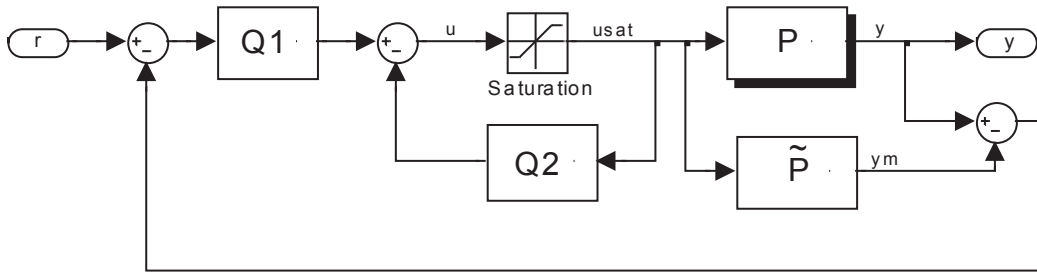 r
+
-
Q1
+
-
u
Saturation
usat
Q2
P
y
y
P̃
ym
+
-